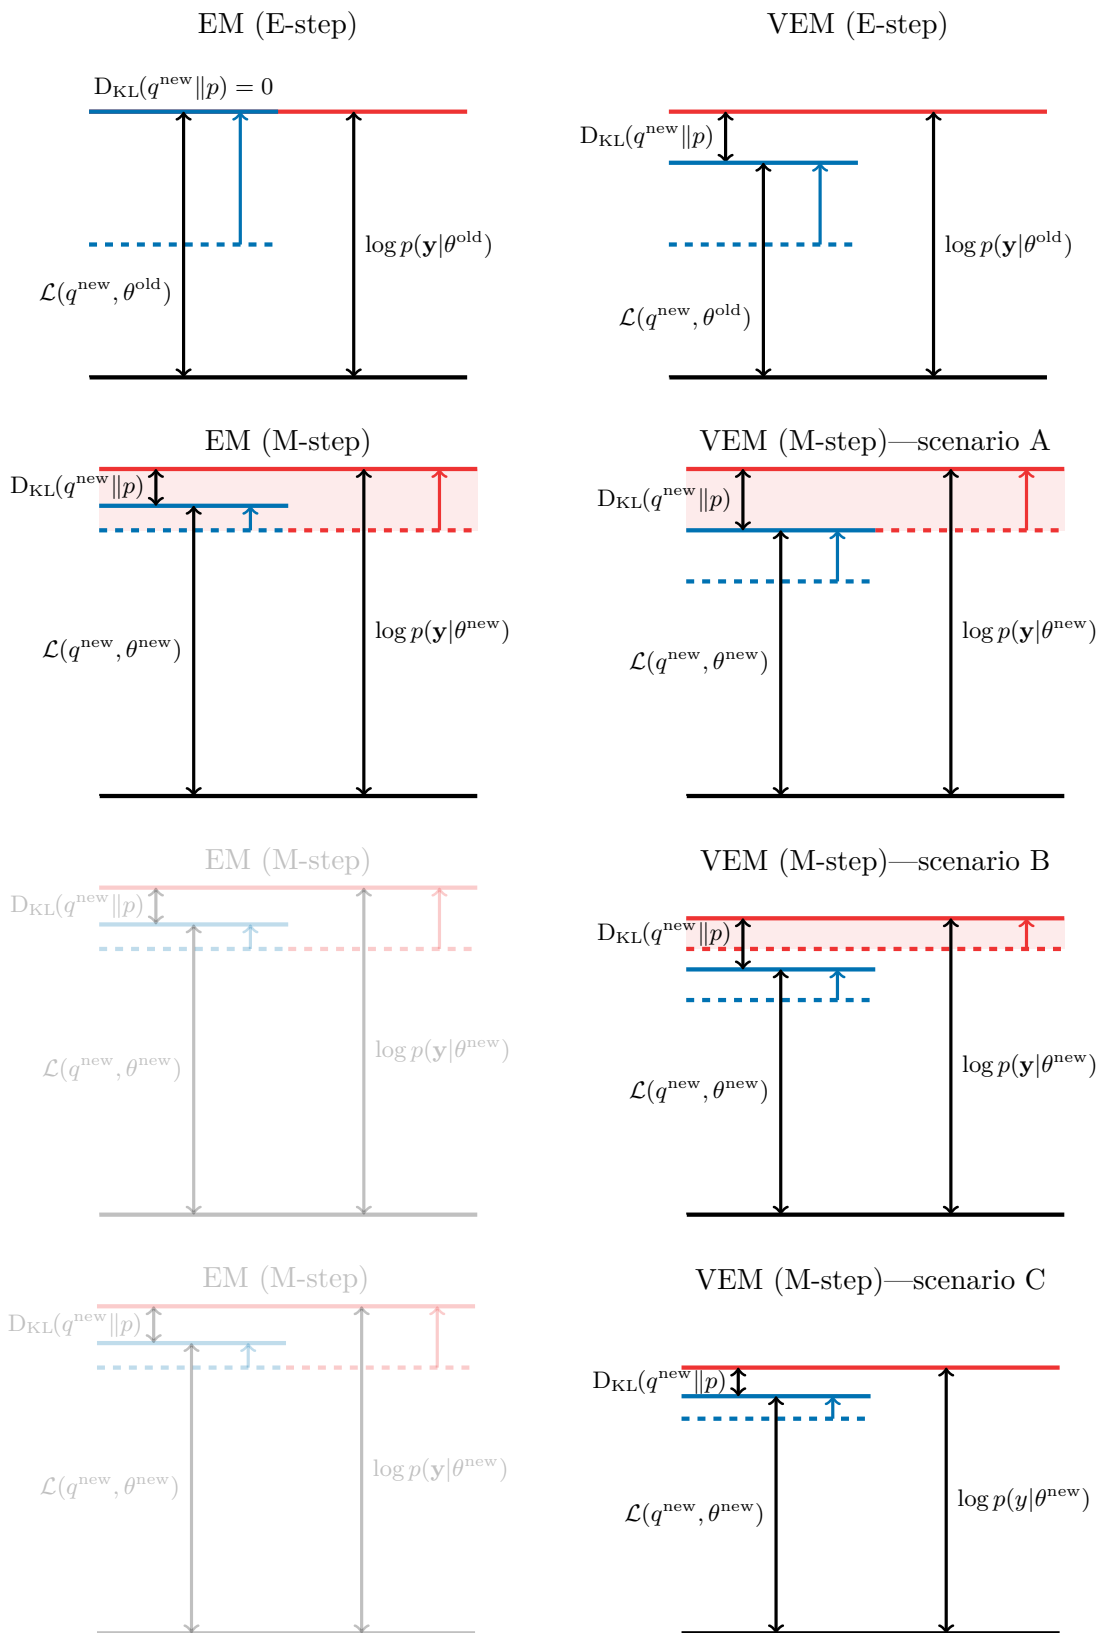 EM (E-step)
VEM (E-step)
D_KL(q^new‖p) = 0
D_KL(q^new‖p)
log p(𝐲|θ^old)
log p(𝐲|θ^old)
ℒ(q^new, θ^old)
ℒ(q^new, θ^old)
EM (M-step)
VEM (M-step)—scenario A
D_KL(q^new‖p)
D_KL(q^new‖p)
log p(𝐲|θ^new)
log p(𝐲|θ^new)
ℒ(q^new, θ^new)
ℒ(q^new, θ^new)
EM (M-step)
VEM (M-step)—scenario B
D_KL(q^new‖p)
D_KL(q^new‖p)
log p(𝐲|θ^new)
log p(𝐲|θ^new)
ℒ(q^new, θ^new)
ℒ(q^new, θ^new)
EM (M-step)
VEM (M-step)—scenario C
D_KL(q^new‖p)
D_KL(q^new‖p)
log p(𝐲|θ^new)
log p(y|θ^new)
ℒ(q^new, θ^new)
ℒ(q^new, θ^new)